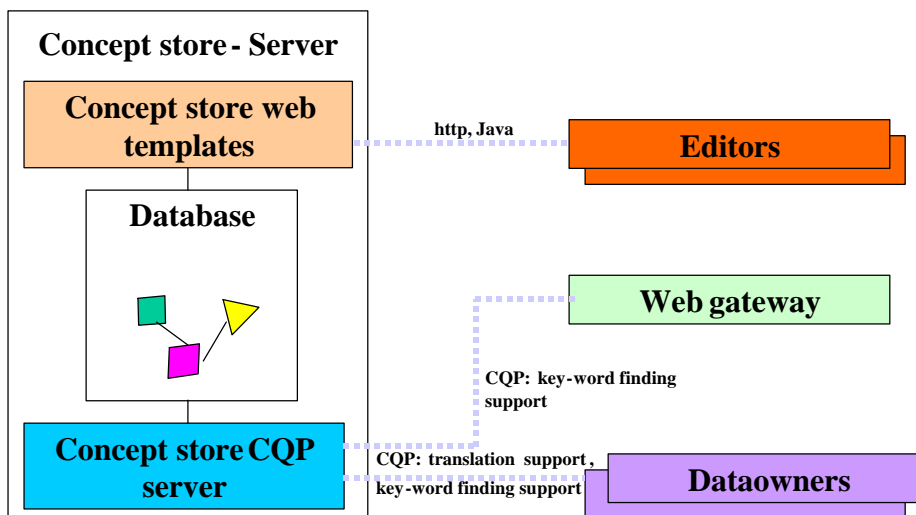 Concept store - Server
Concept store web
templates
http, Java
Editors
Database
Web gateway
CQP: key-word finding
support
Concept store CQP
server
CQP: translation support,
key-word finding support
Dataowners